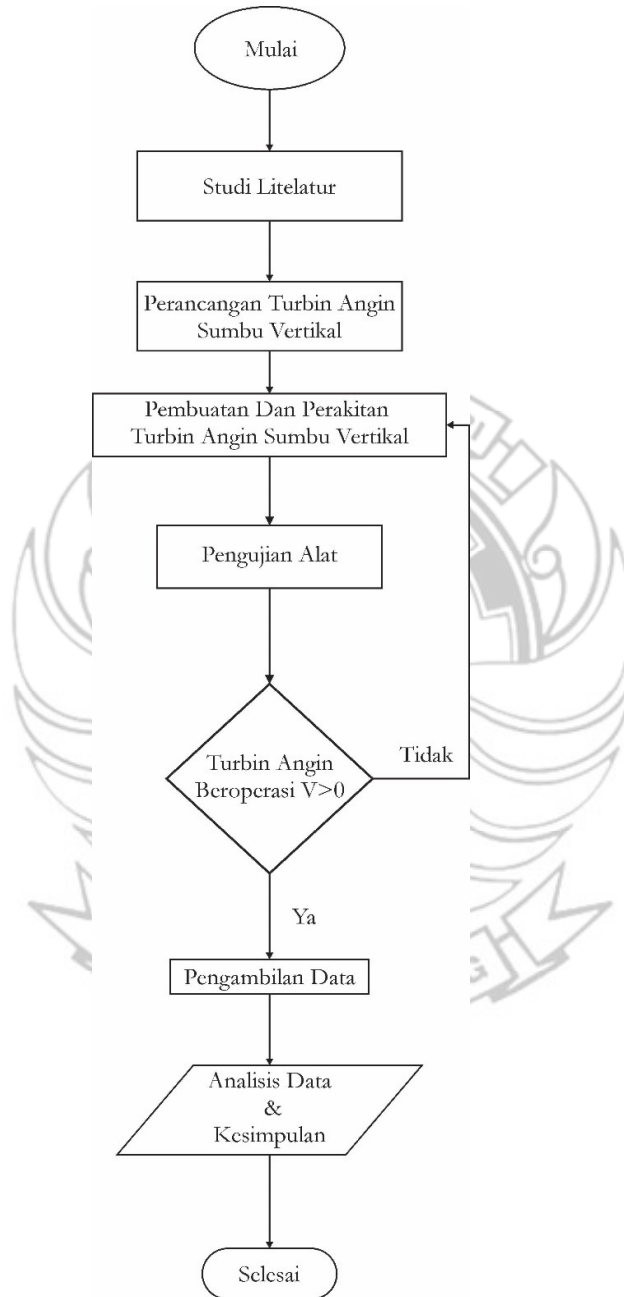 Mulai
Studi Litelatur
Perancangan Turbin Angin
Sumbu Vertikal
Pembuatan Dan Perakitan
Turbin Angin Sumbu Vertikal
Pengujian Alat
Turbin Angin
Beroperasi V>0
Tidak
Ya
Pengambilan Data
Analisis Data
&
Kesimpulan
Selesai